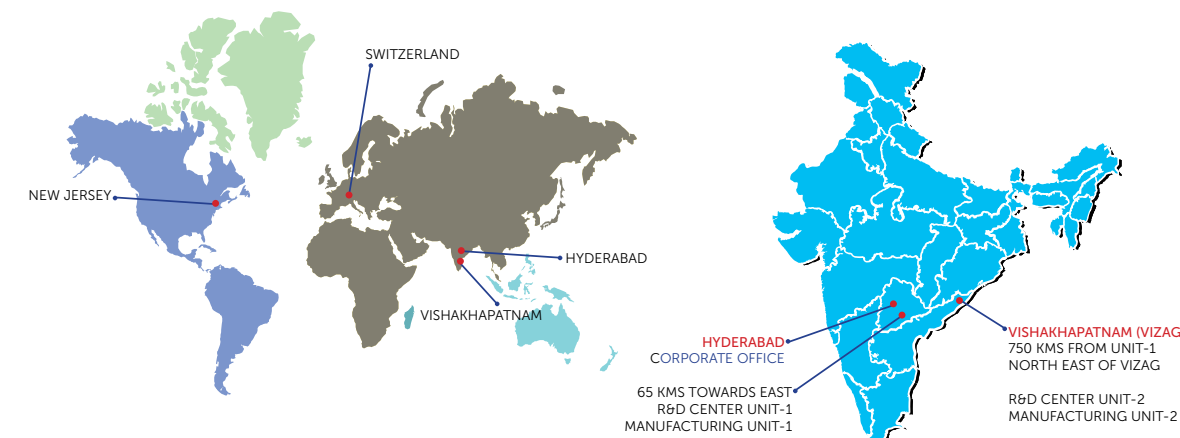 SWITZERLAND
NEW JERSEY
HYDERABAD
VISHAKHAPATNAM
HYDERABAD
CORPORATE OFFICE
65 KMS TOWARDS EAST
R&D CENTER UNIT-1
MANUFACTURING UNIT-1
VISHAKHAPATNAM (VIZAG
750 KMS FROM UNIT-1
NORTH EAST OF VIZAG
R&D CENTER UNIT-2
MANUFACTURING UNIT-2